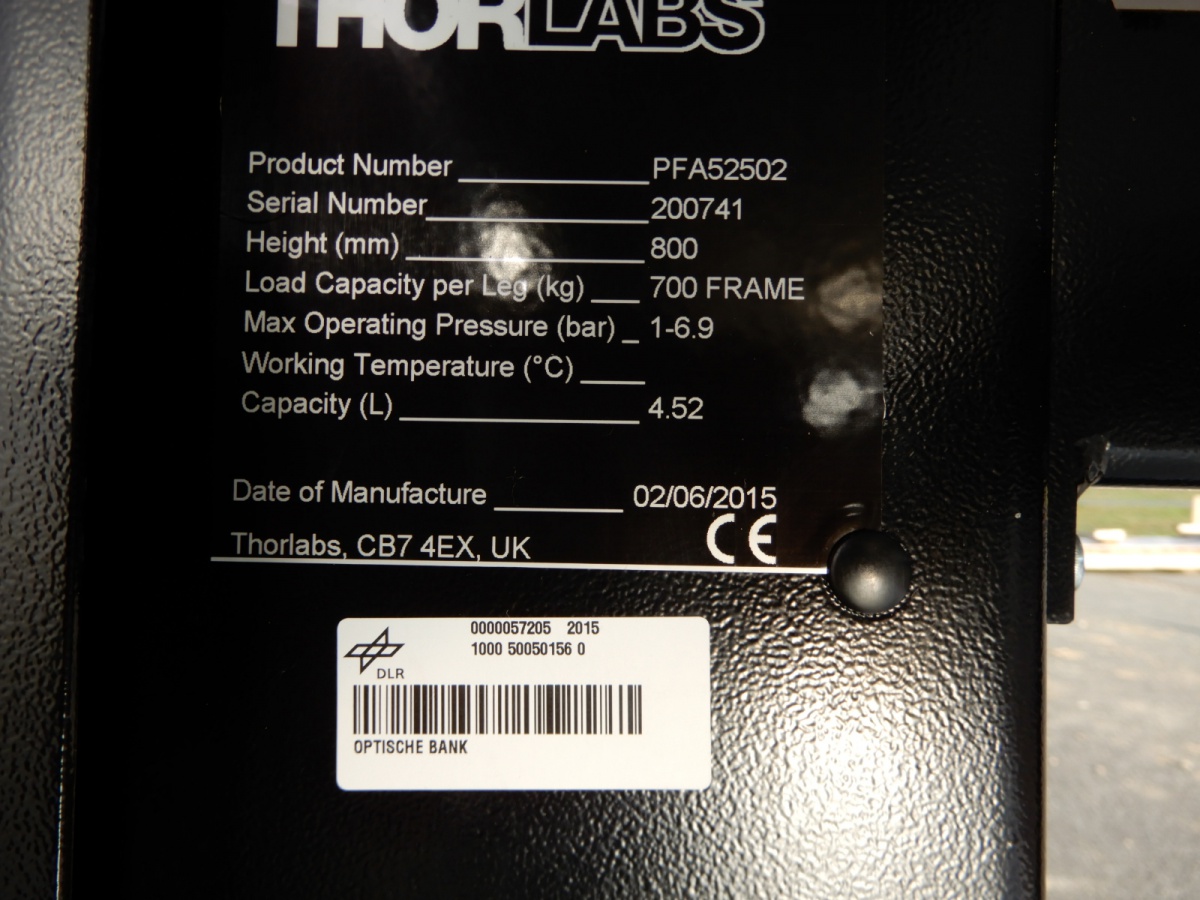 THORLABS
Product Number PFA52502
Serial Number 200741
Height (mm) 800
Load Capacity per Leg (kg) 700 FRAME
Max Operating Pressure (bar) 1-6.9
Working Temperature (°C)
Capacity (L) 4.52
Date of Manufacture 02/06/2015
Thorlabs, CB7 4EX, UK CE
0000057205 2015
1000 50050156 0
DLR
OPTISCHE BANK